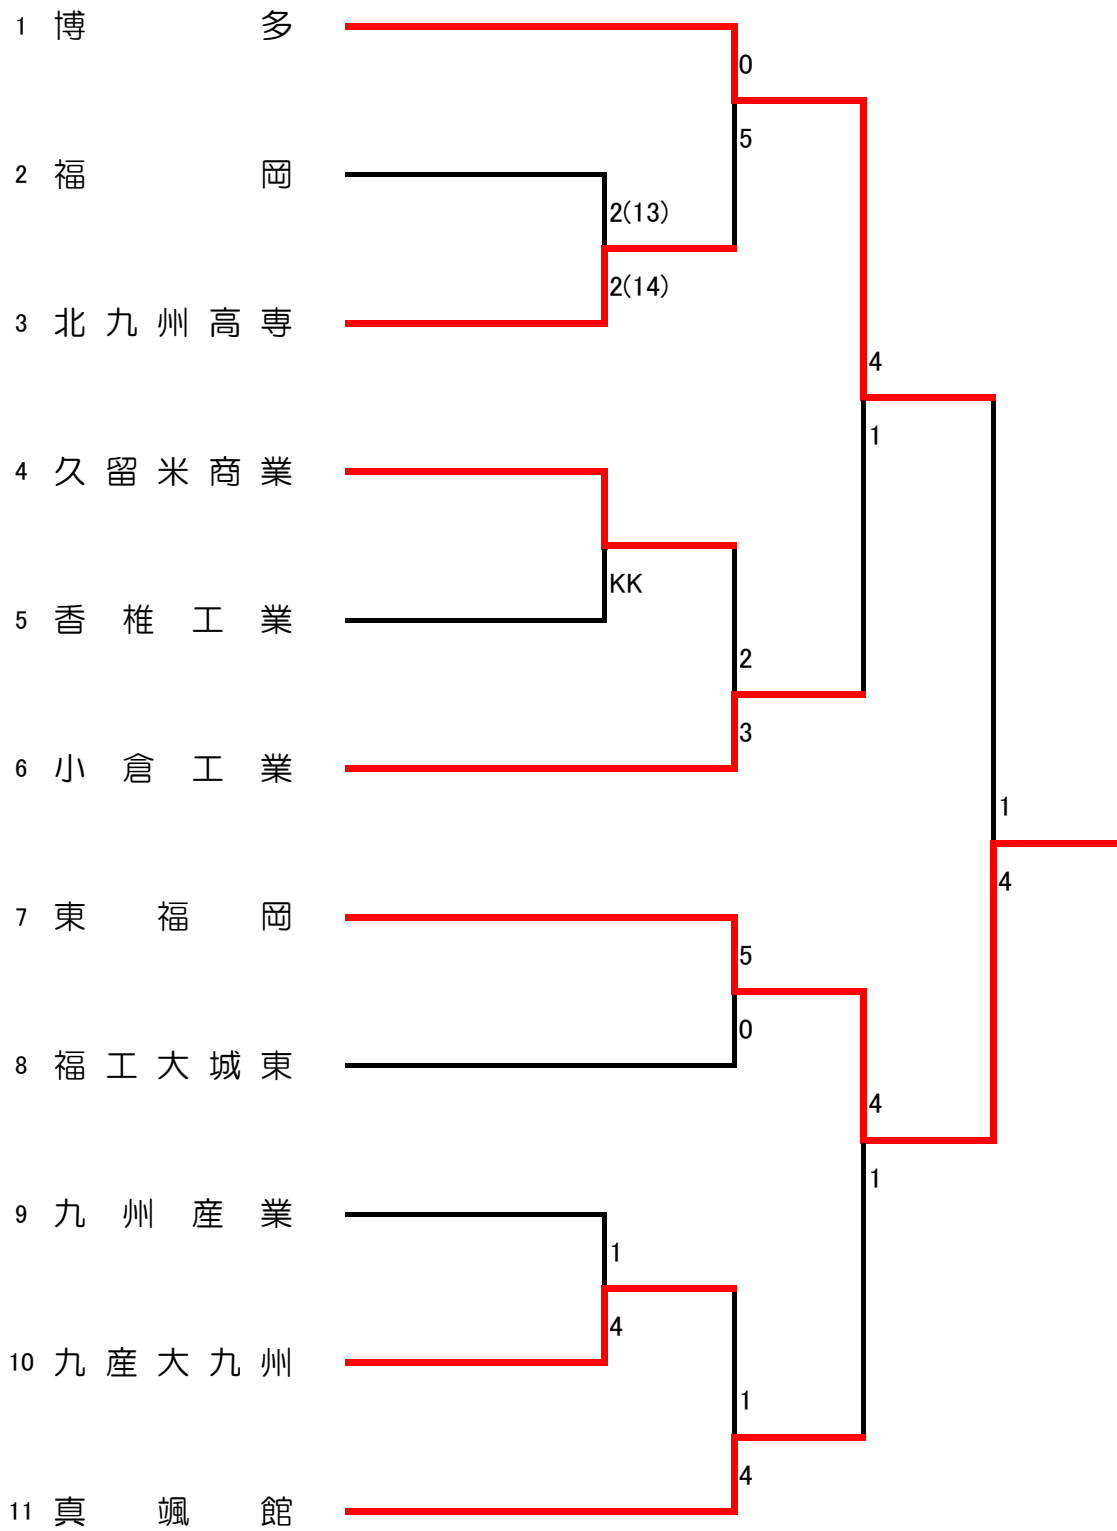 1 博多
0
5
2 福岡
2(13)
2(14)
3 北九州高専
4
1
4 久留米商業
KK
5 香椎工業
2
3
6 小倉工業
1
4
7 東福岡
5
0
8 福工大城東
4
1
9 九州産業
1
4
10 九産大九州
1
4
11 真颯館